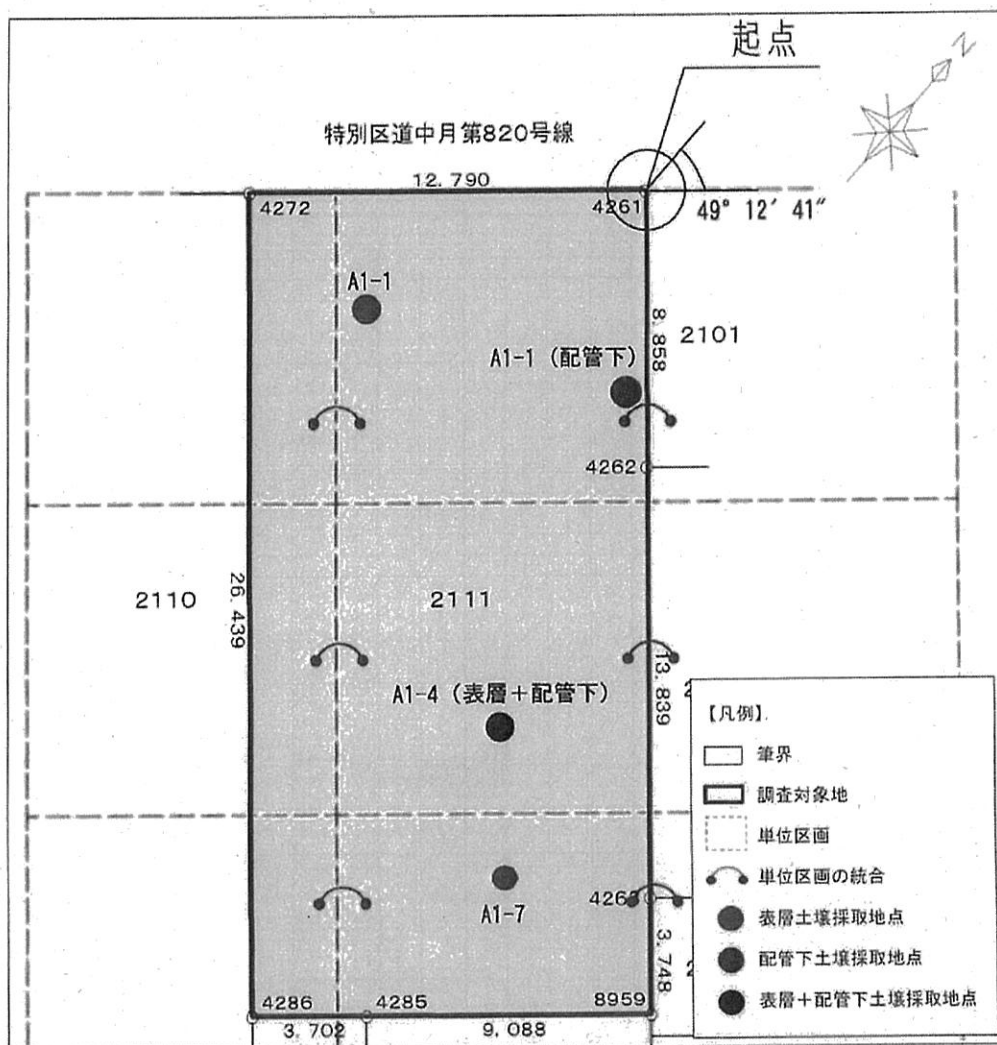 起点
特別区道中月第820号線
12.790
4272
4261
49° 12′ 41″
A1-1
8.858
2101
A1-1（配管下）
4262
26.439
2110
2111
13.839
A1-4（表層＋配管下）
【凡例】
筆界
調査対象地
単位区画
単位区画の統合
表層土壌採取地点
配管下土壌採取地点
表層＋配管下土壌採取地点
A1-7
3.748
4286
4285
8959
3.702
9.088